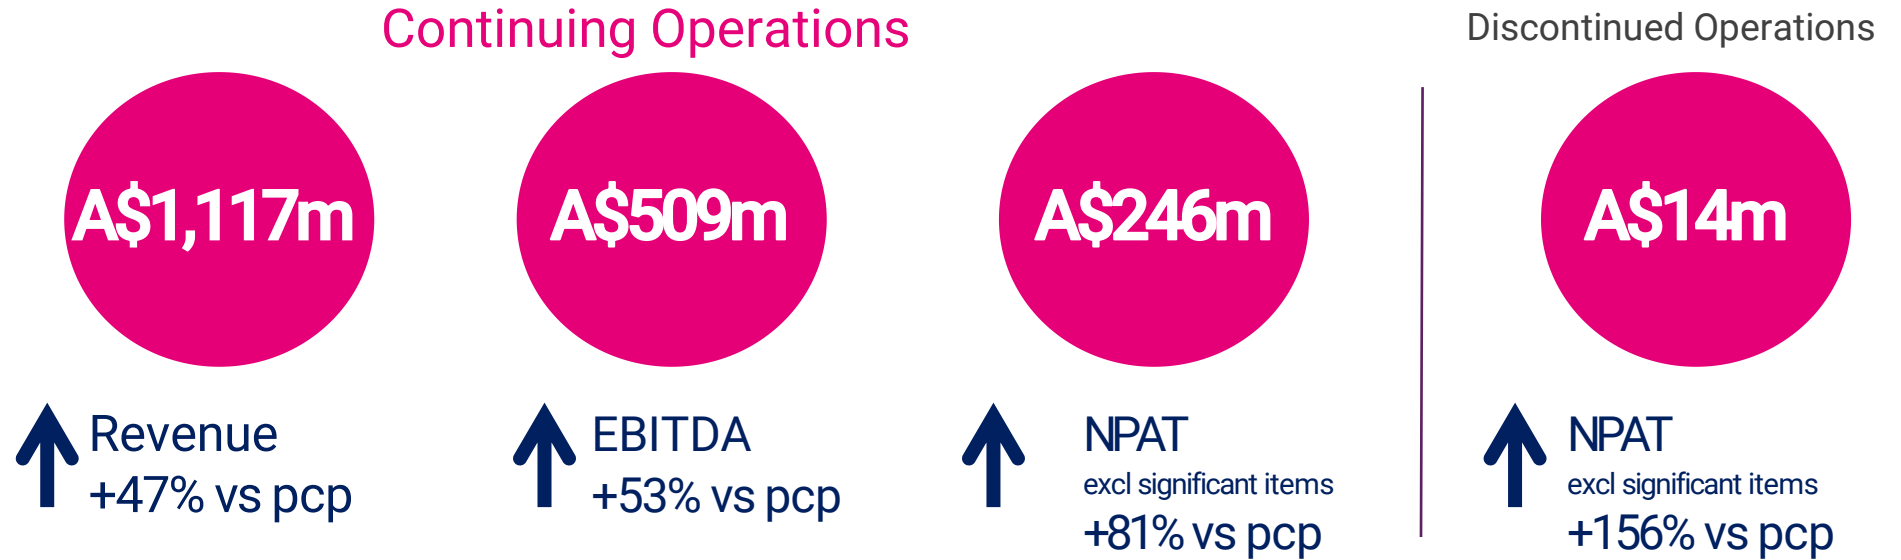 Continuing Operations
Discontinued Operations
A$1,117m
A$509m
A$246m
A$14m
Revenue
+47% vs pcp
EBITDA
+53% vs pcp
NPAT
excl significant items
+81% vs pcp
NPAT
excl significant items
+156% vs pcp